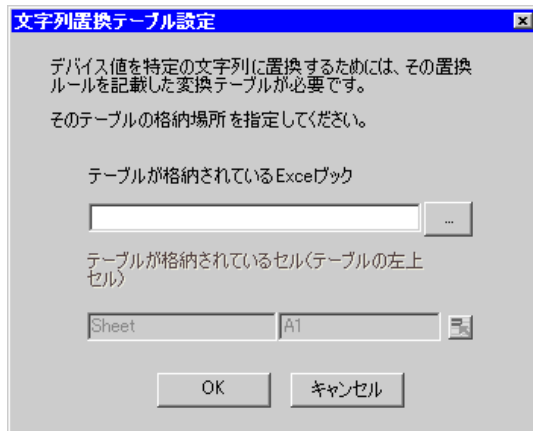 文字列置換テーブル設定
デバイス値を特定の文字列に置換するためには、その置換
ルールを記載した変換テーブルが必要です。
そのテーブルの格納場所を指定してください。
テーブルが格納されているExcelブック
...
テーブルが格納されているセル(テーブルの左上
セル)
Sheet A1
OK キャンセル